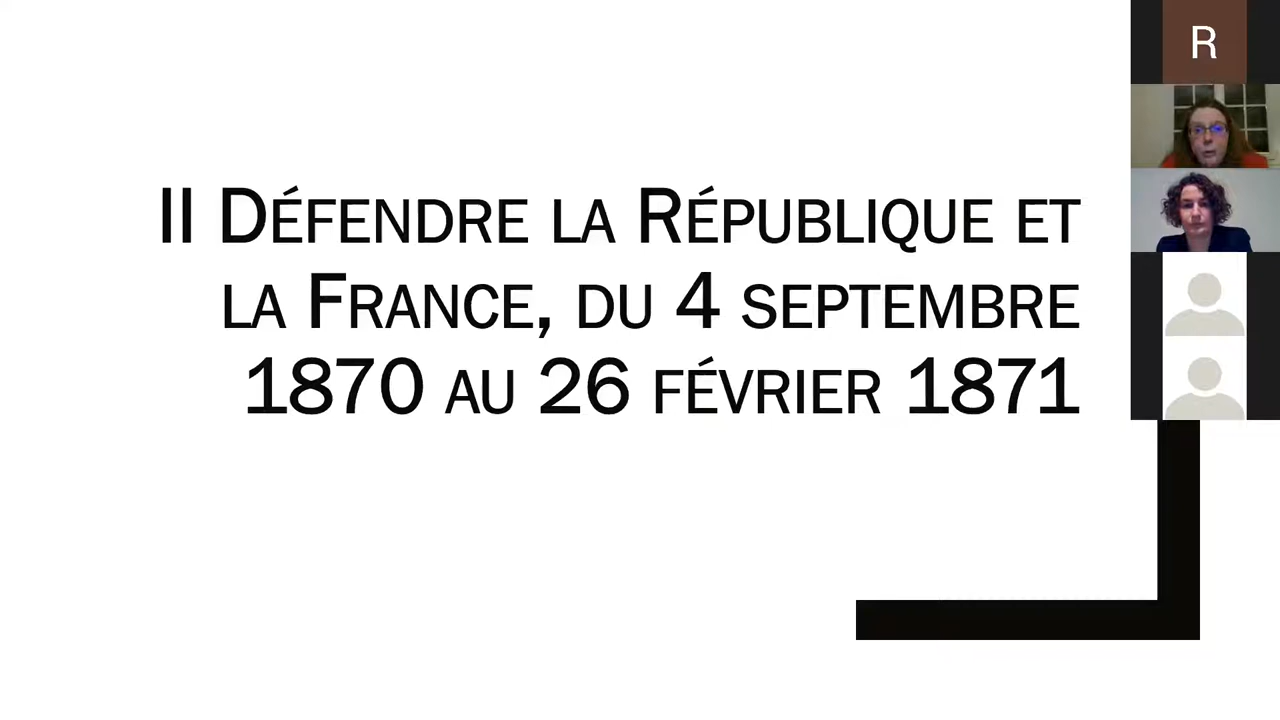 II Défendre la République et
la France, du 4 septembre
1870 au 26 février 1871
R